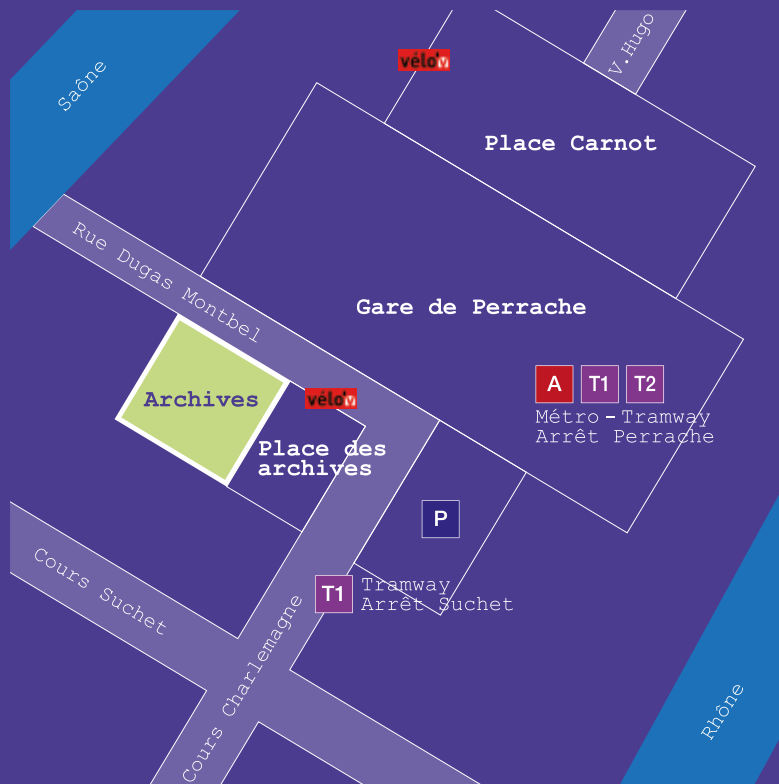 V.Hugo
vélo'v
Saône
Place Carnot
Rue Dugas Montbel
Gare de Perrache
A T1 T2
Métro-Tramway
Arrêt Perrache
Archives
vélo'v
Place des
archives
P
T1
Tramway
Arrêt Suchet
Cours Suchet
Cours Charlemagne
Rhône